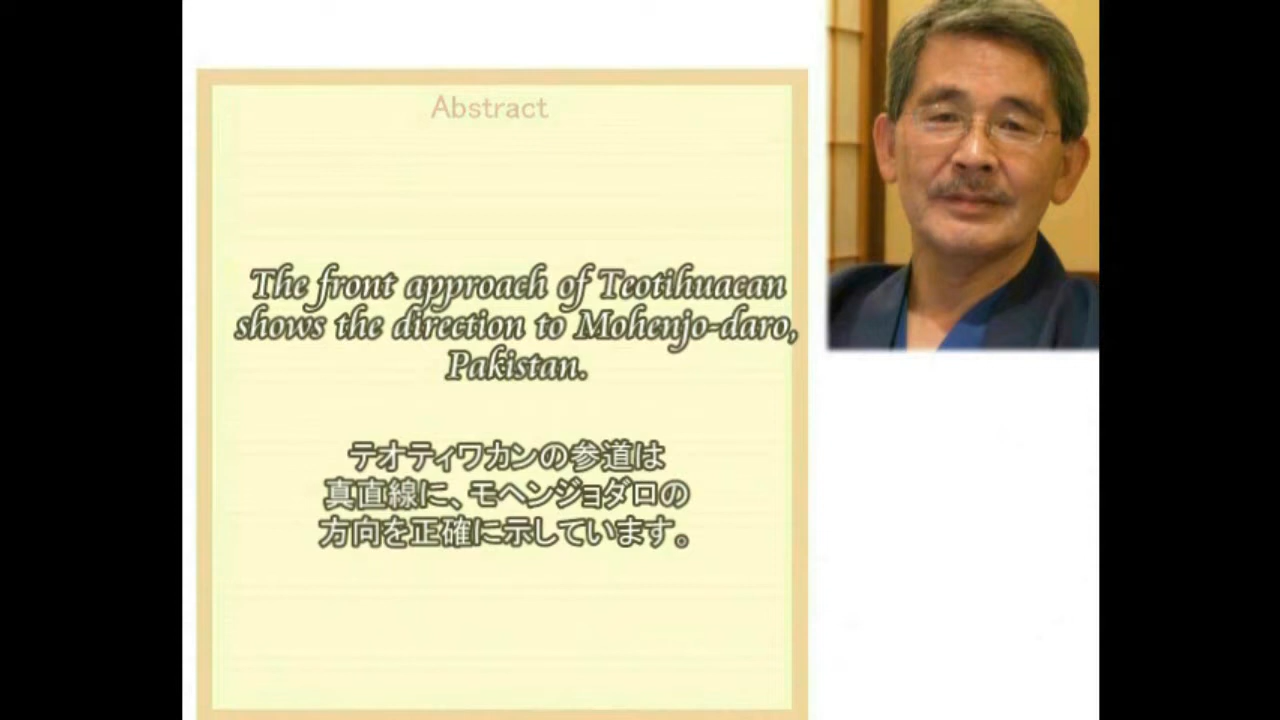 Abstract
The front approach of Teotihuacan
shows the direction to Mohenjo-daro,
Pakistan.
テオティワカンの参道は
真直線に、モヘンジョダロの
方向を正確に示しています。